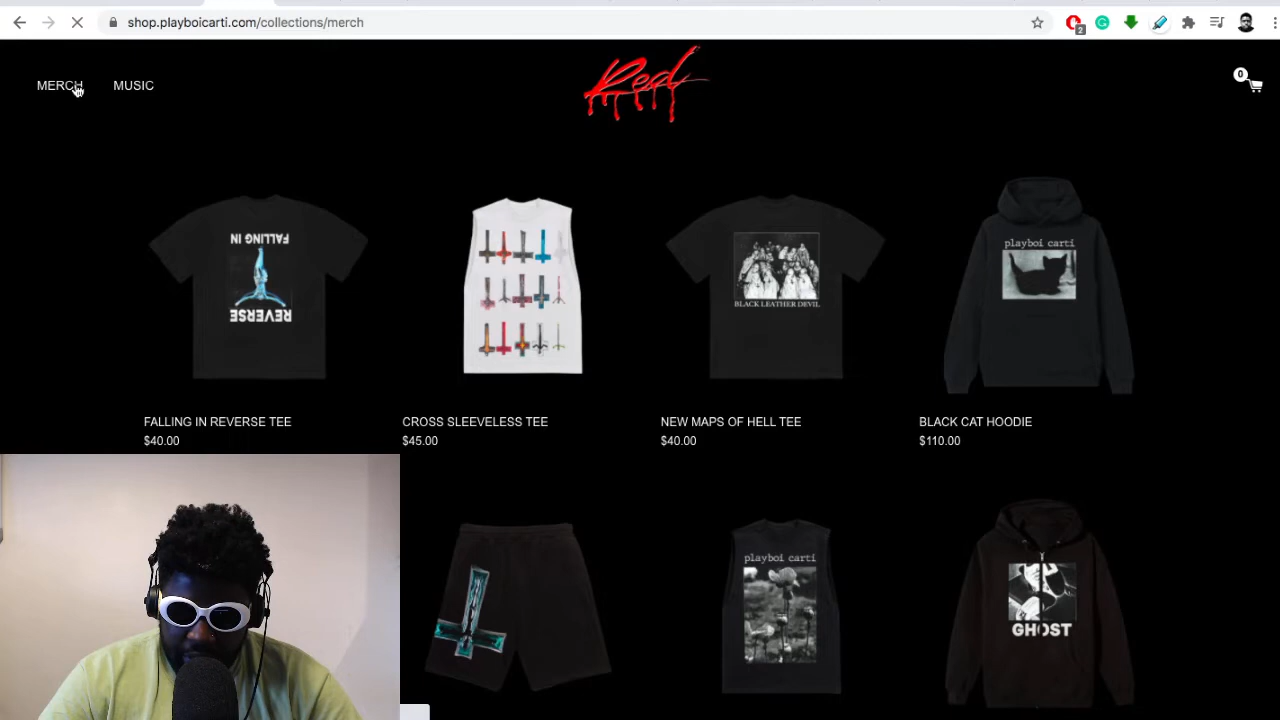 shop.playboicarti.com/collections/merch
2
MERCH
MUSIC
Red
0
FALLING IN
REVERSE
BLACK LEATHER DEVIL
playboi carti
FALLING IN REVERSE TEE
CROSS SLEEVELESS TEE
NEW MAPS OF HELL TEE
BLACK CAT HOODIE
$40.00
$45.00
$40.00
$110.00
playboi carti
GHOST